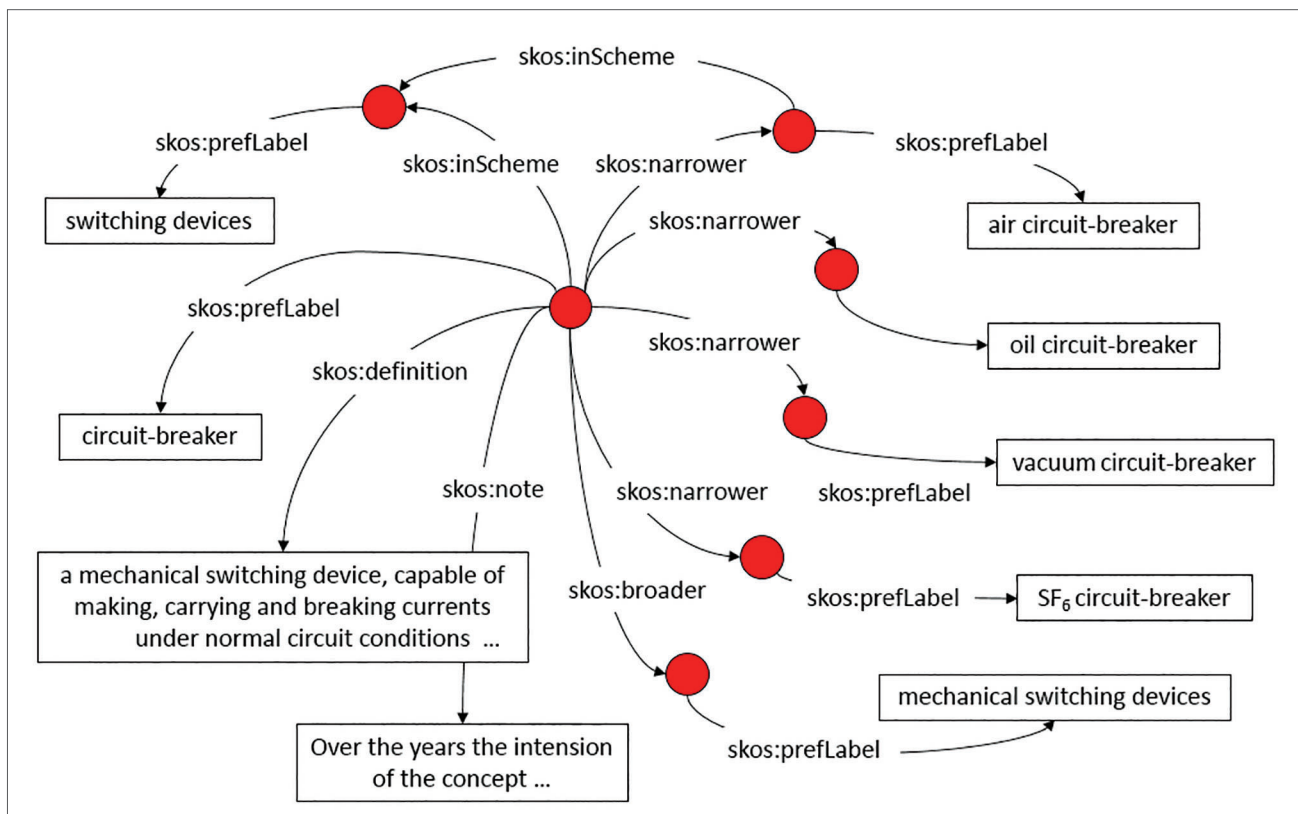 skos:inScheme
skos:prefLabel
skos:inScheme
skos:narrower
skos:prefLabel
switching devices
skos:narrower
air circuit-breaker
skos:prefLabel
skos:narrower
oil circuit-breaker
skos:definition
circuit-breaker
vacuum circuit-breaker
skos:note
skos:narrower
skos:prefLabel
a mechanical switching device, capable of
making, carrying and breaking currents
under normal circuit conditions ...
skos:broader
skos:prefLabel
SF₆ circuit-breaker
mechanical switching devices
Over the years the intension
of the concept ...
skos:prefLabel